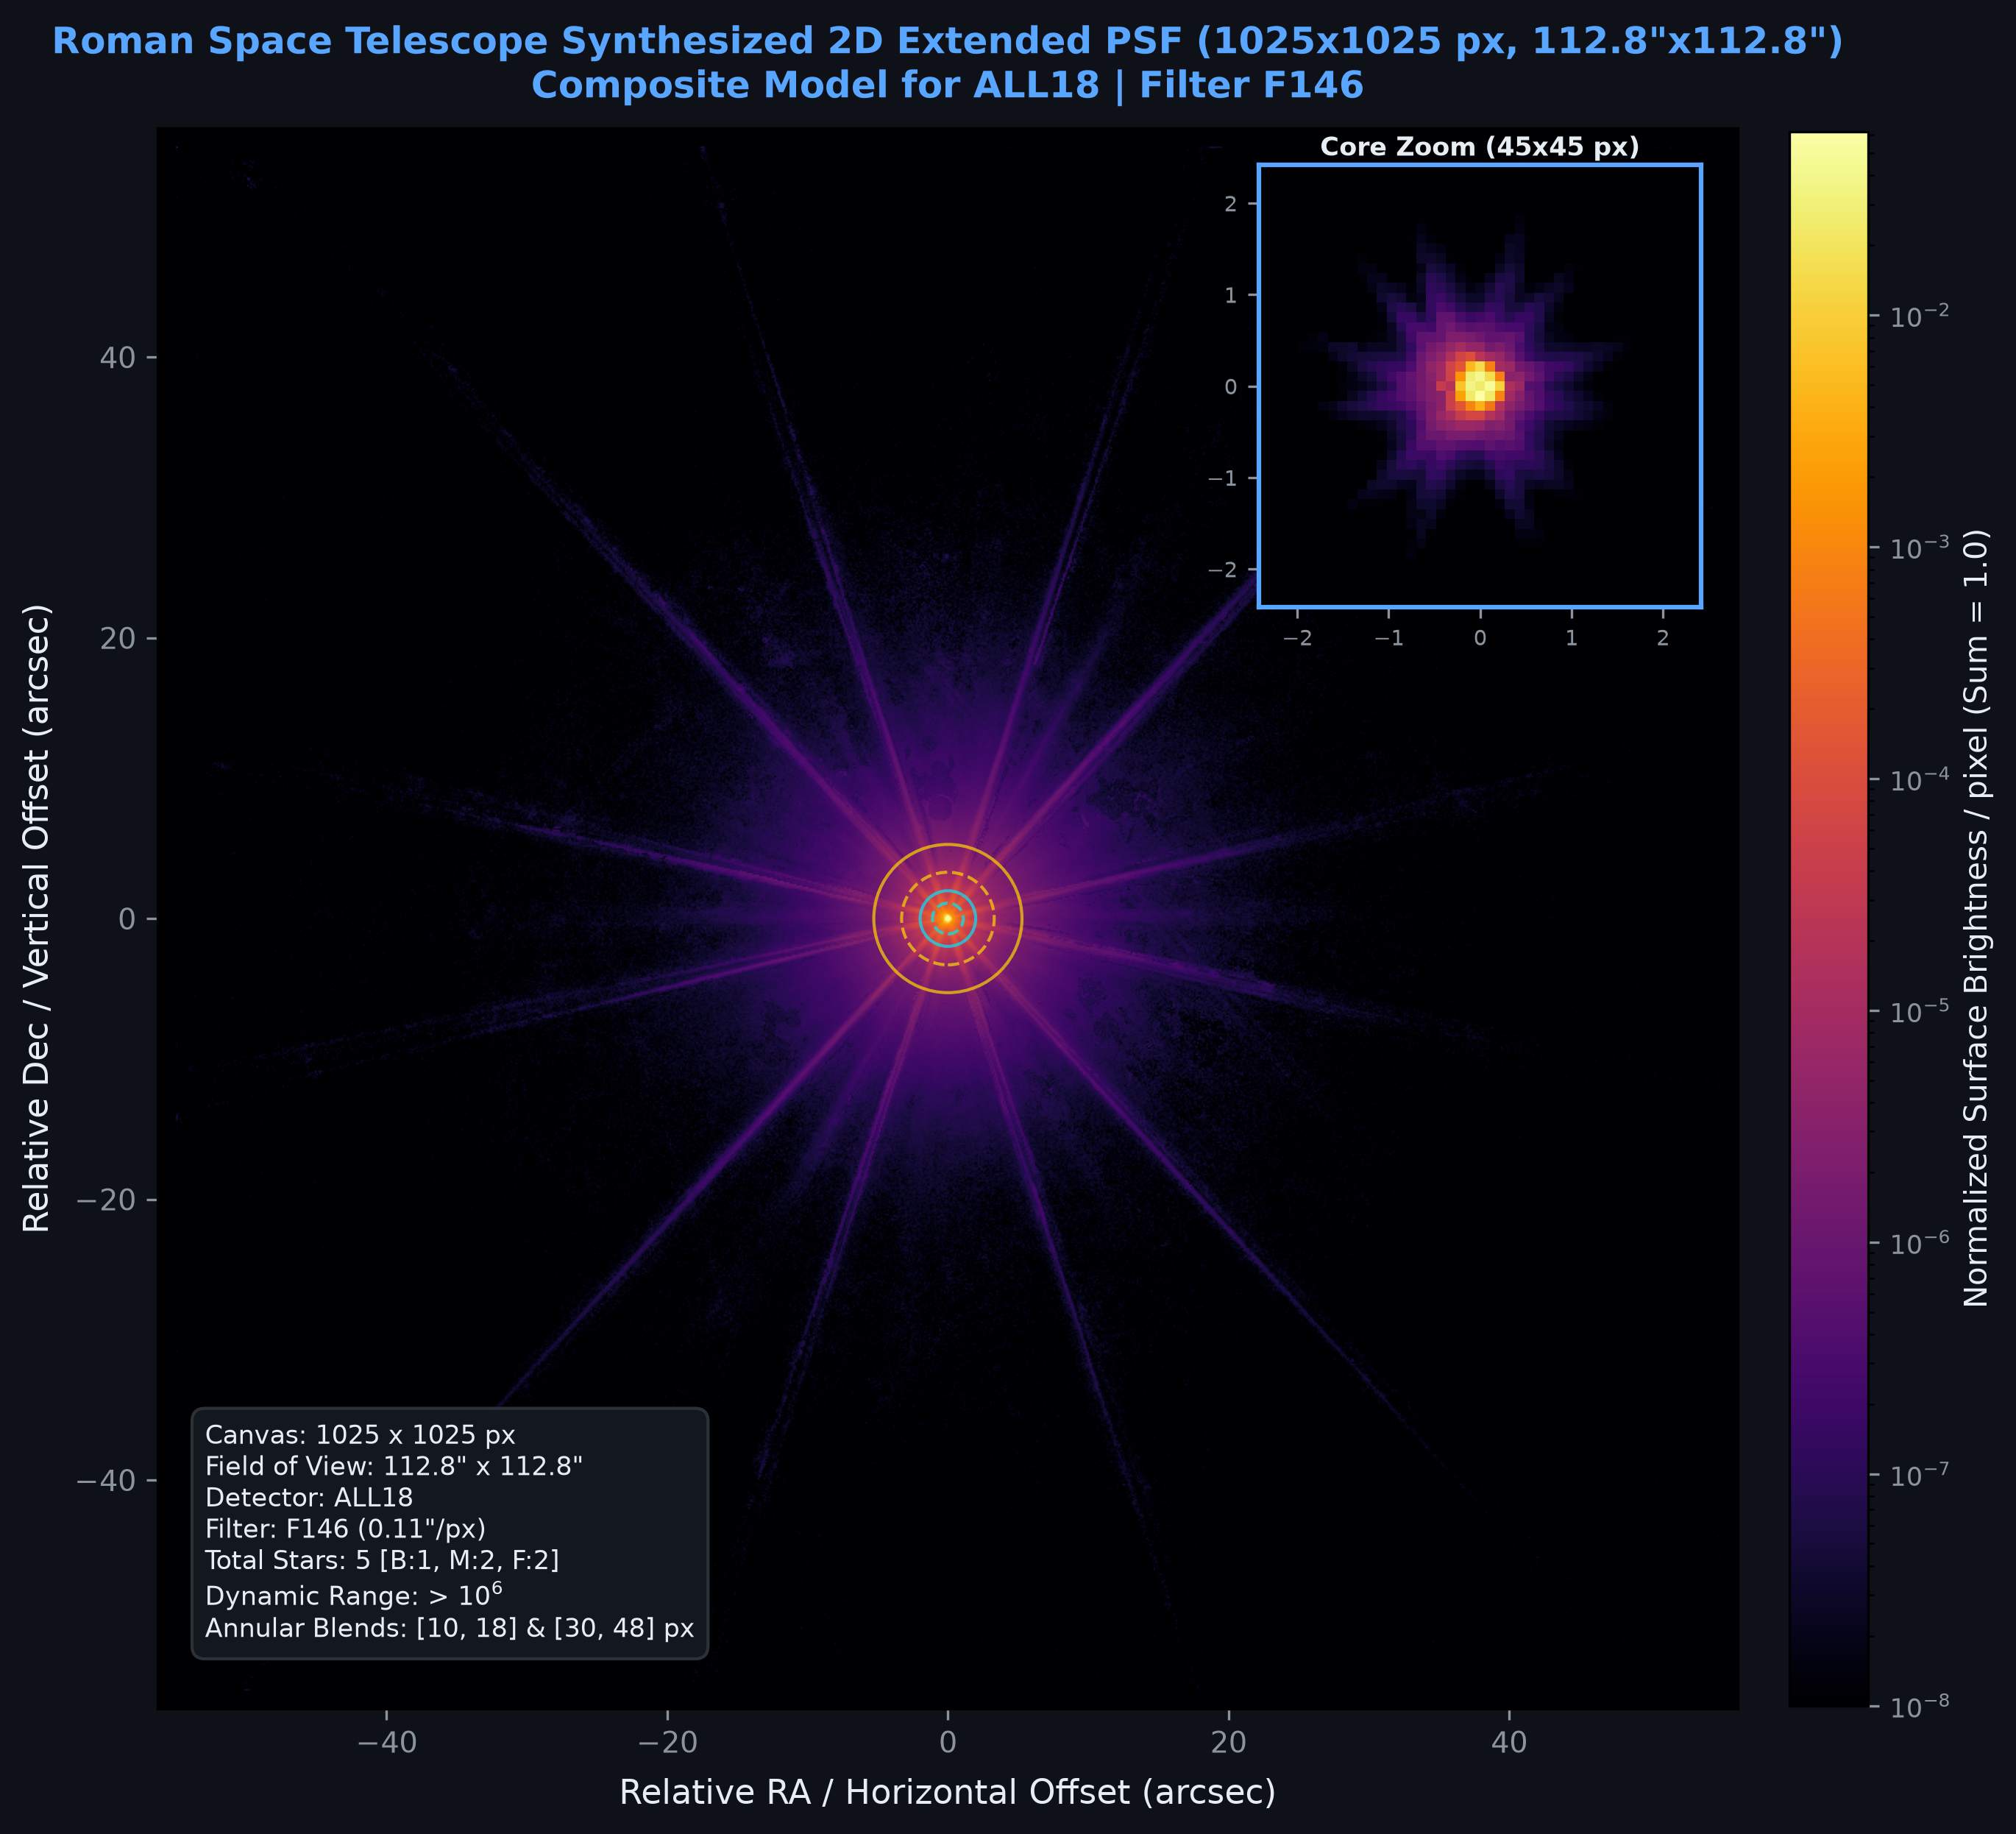 Roman Space Telescope Synthesized 2D Extended PSF (1025x1025 px, 112.8"x112.8")
Composite Model for ALL18 | Filter F146
Core Zoom (45x45 px)
2
1
0
−1
−2
−2 −1 0 1 2
40
20
0
−20
−40
Relative Dec / Vertical Offset (arcsec)
Canvas: 1025 x 1025 px
Field of View: 112.8" x 112.8"
Detector: ALL18
Filter: F146 (0.11"/px)
Total Stars: 5 [B:1, M:2, F:2]
Dynamic Range: > 10⁶
Annular Blends: [10, 18] & [30, 48] px
−40 −20 0 20 40
Relative RA / Horizontal Offset (arcsec)
10⁻²
10⁻³
10⁻⁴
10⁻⁵
10⁻⁶
10⁻⁷
10⁻⁸
Normalized Surface Brightness / pixel (Sum = 1.0)